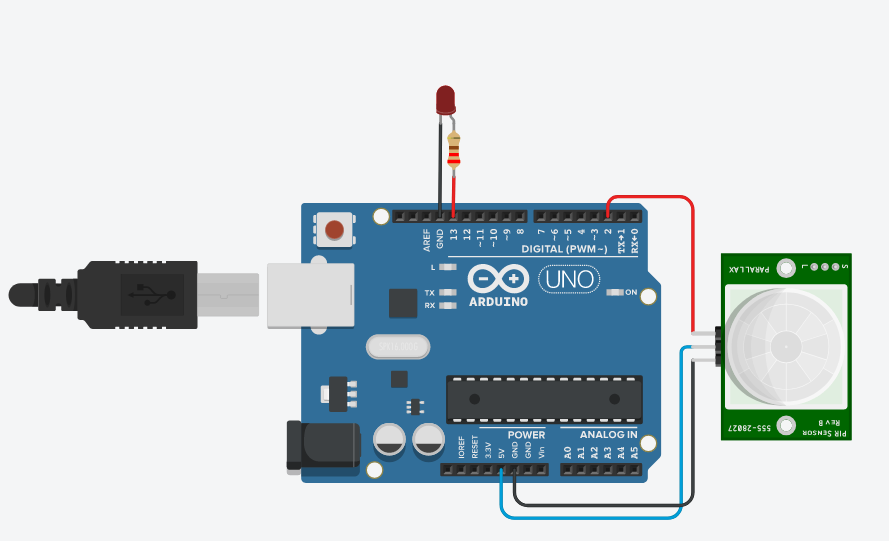 AREF
GND
13
12
~11
~10
~9
8
7
~6
~5
4
~3
2
TX→1
RX←0
DIGITAL (PWM~)
L
TX
RX
UNO
ARDUINO
ON
POWER
ANALOG IN
IOREF
RESET
3.3V
5V
GND
GND
Vin
A0
A1
A2
A3
A4
A5
PARALLAX
L
S
PIR SENSOR
REV B
555-28027